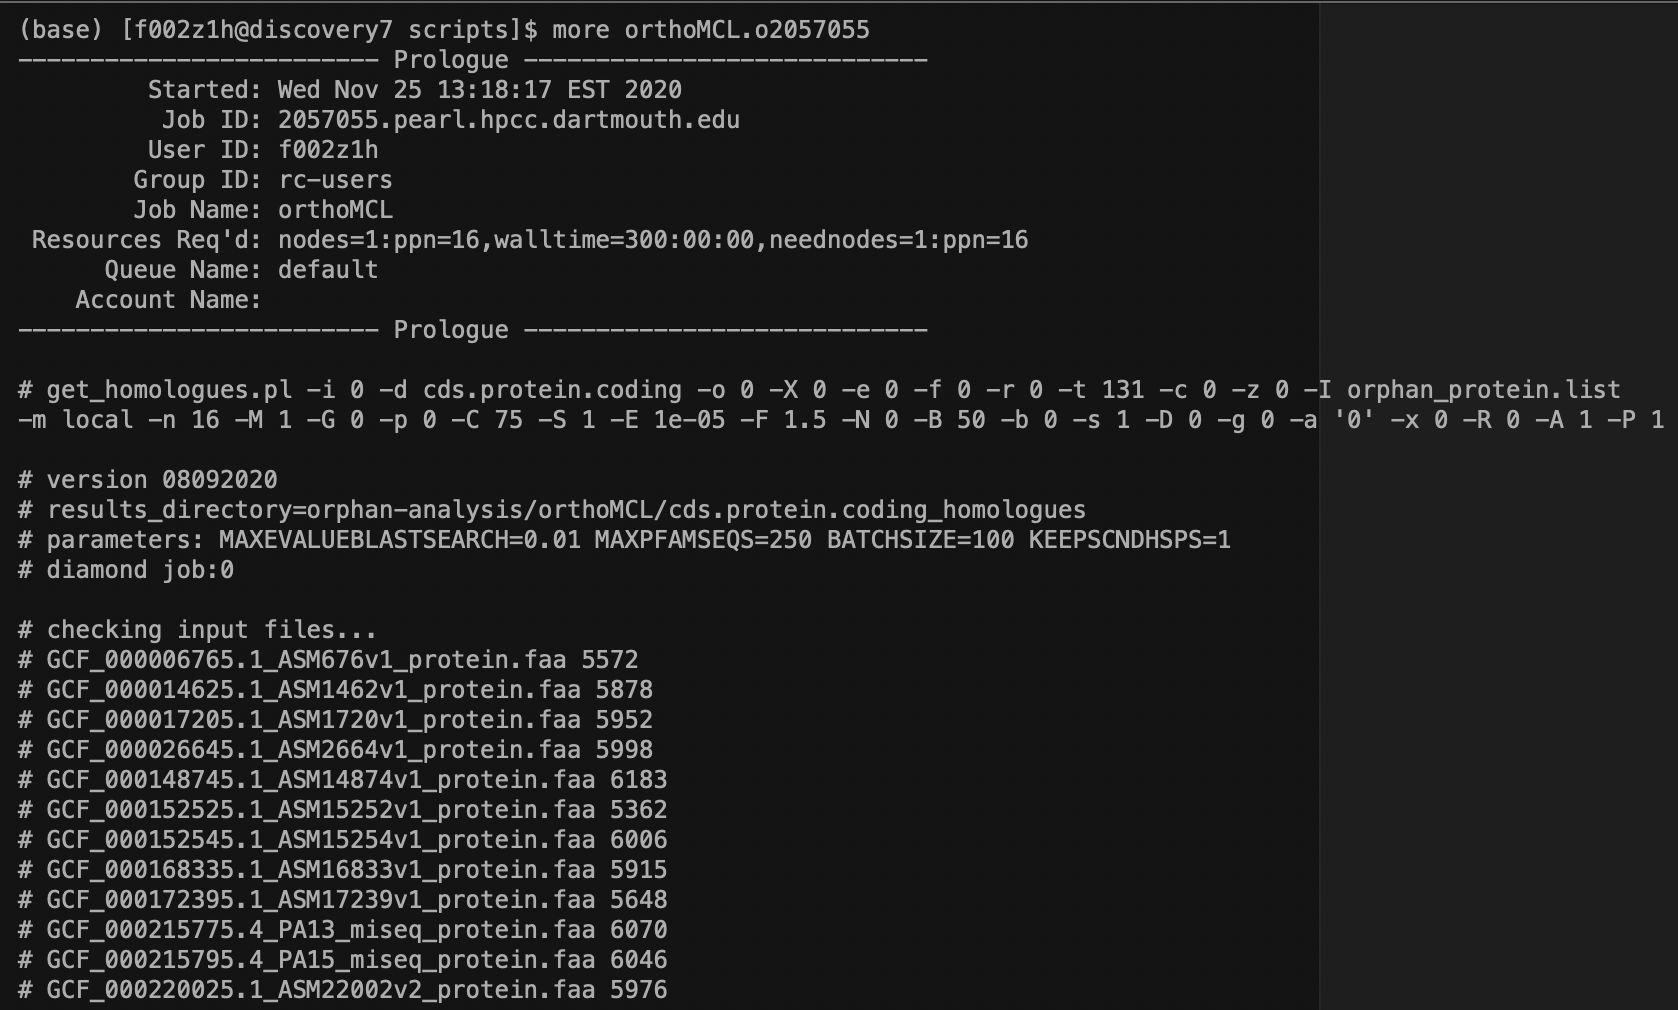 (base) [f002z1h@discovery7 scripts]$ more orthoMCL.o2057055
------------------------- Prologue ----------------------------
Started: Wed Nov 25 13:18:17 EST 2020
Job ID: 2057055.pearl.hpcc.dartmouth.edu
User ID: f002z1h
Group ID: rc-users
Job Name: orthoMCL
Resources Req'd: nodes=1:ppn=16,walltime=300:00:00,neednodes=1:ppn=16
Queue Name: default
Account Name:
------------------------- Prologue ----------------------------
# get_homologues.pl -i 0 -d cds.protein.coding -o 0 -X 0 -e 0 -f 0 -r 0 -t 131 -c 0 -z 0 -I orphan_protein.list
-m local -n 16 -M 1 -G 0 -p 0 -C 75 -S 1 -E 1e-05 -F 1.5 -N 0 -B 50 -b 0 -s 1 -D 0 -g 0 -a '0' -x 0 -R 0 -A 1 -P 1
# version 08092020
# results_directory=orphan-analysis/orthoMCL/cds.protein.coding_homologues
# parameters: MAXEVALUEBLASTSEARCH=0.01 MAXPFAMSEQS=250 BATCHSIZE=100 KEEPSCNDHSPS=1
# diamond job:0
# checking input files...
# GCF_000006765.1_ASM676v1_protein.faa 5572
# GCF_000014625.1_ASM1462v1_protein.faa 5878
# GCF_000017205.1_ASM1720v1_protein.faa 5952
# GCF_000026645.1_ASM2664v1_protein.faa 5998
# GCF_000148745.1_ASM14874v1_protein.faa 6183
# GCF_000152525.1_ASM15252v1_protein.faa 5362
# GCF_000152545.1_ASM15254v1_protein.faa 6006
# GCF_000168335.1_ASM16833v1_protein.faa 5915
# GCF_000172395.1_ASM17239v1_protein.faa 5648
# GCF_000215775.4_PA13_miseq_protein.faa 6070
# GCF_000215795.4_PA15_miseq_protein.faa 6046
# GCF_000220025.1_ASM22002v2_protein.faa 5976